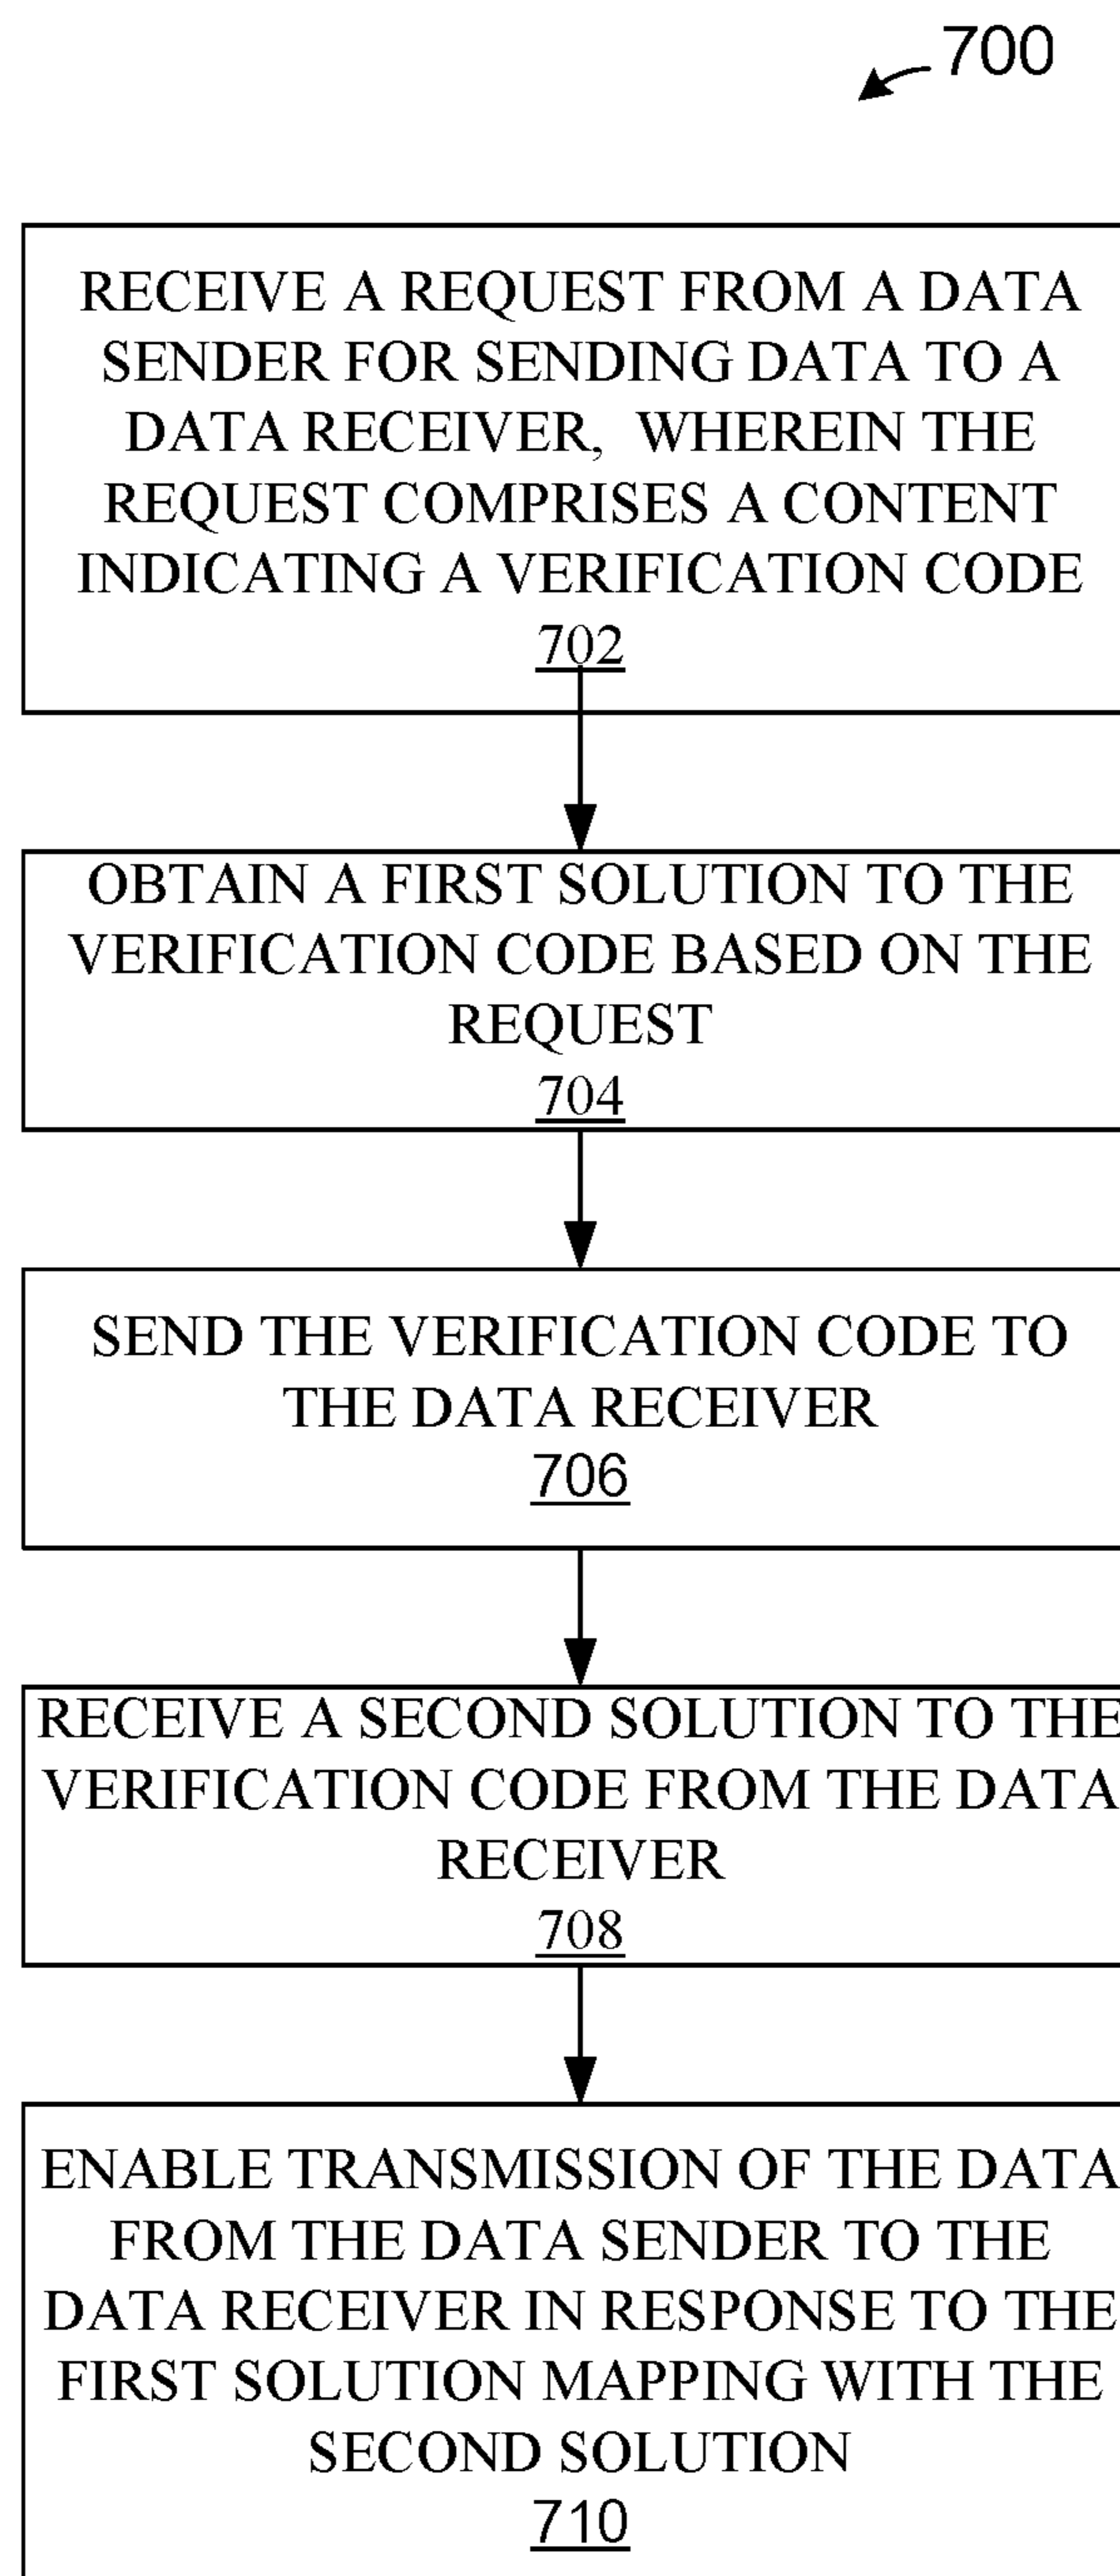 700
RECEIVE A REQUEST FROM A DATA
SENDER FOR SENDING DATA TO A
DATA RECEIVER, WHEREIN THE
REQUEST COMPRISES A CONTENT
INDICATING A VERIFICATION CODE
702
OBTAIN A FIRST SOLUTION TO THE
VERIFICATION CODE BASED ON THE
REQUEST
704
SEND THE VERIFICATION CODE TO
THE DATA RECEIVER
706
RECEIVE A SECOND SOLUTION TO THE
VERIFICATION CODE FROM THE DATA
RECEIVER
708
ENABLE TRANSMISSION OF THE DATA
FROM THE DATA SENDER TO THE
DATA RECEIVER IN RESPONSE TO THE
FIRST SOLUTION MAPPING WITH THE
SECOND SOLUTION
710